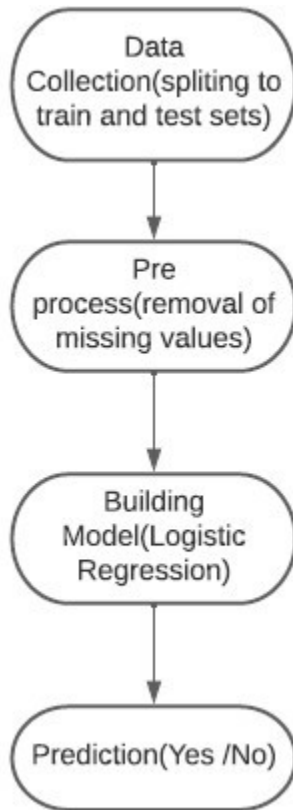 Data
Collection(spliting to
train and test sets)
Pre
process(removal of
missing values)
Building
Model(Logistic
Regression)
Prediction(Yes /No)